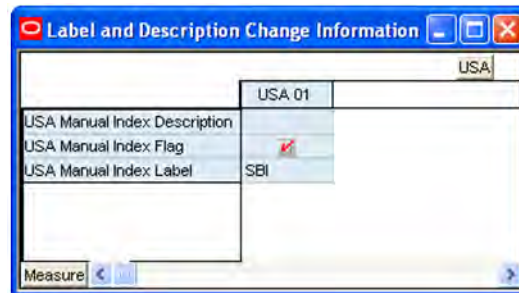 Label and Description Change Information
USA
USA 01
USA Manual Index Description
USA Manual Index Flag
USA Manual Index Label SBI
Measure